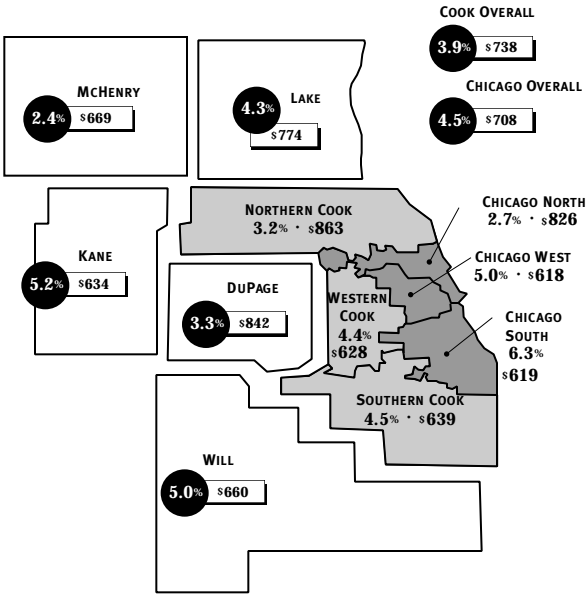 COOK OVERALL
3.9% $738
CHICAGO OVERALL
4.5% $708
MCHENRY
2.4% $669
LAKE
4.3%
$774
NORTHERN COOK
3.2% · $863
CHICAGO NORTH
2.7% · $826
CHICAGO WEST
5.0% · $618
KANE
5.2% $634
DUPAGE
3.3% $842
WESTERN
COOK
4.4%
$628
CHICAGO
SOUTH
6.3%
$619
SOUTHERN COOK
4.5% · $639
WILL
5.0% $660